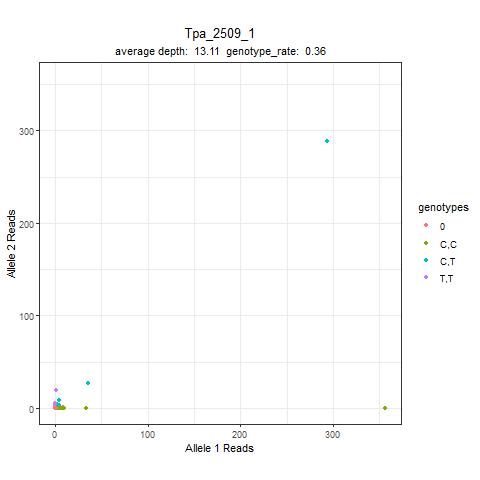 Tpa_2509_1
average depth: 13.11 genotype_rate: 0.36
Allele 2 Reads
300
200
100
0
0
100
200
300
Allele 1 Reads
genotypes
0
C,C
C,T
T,T